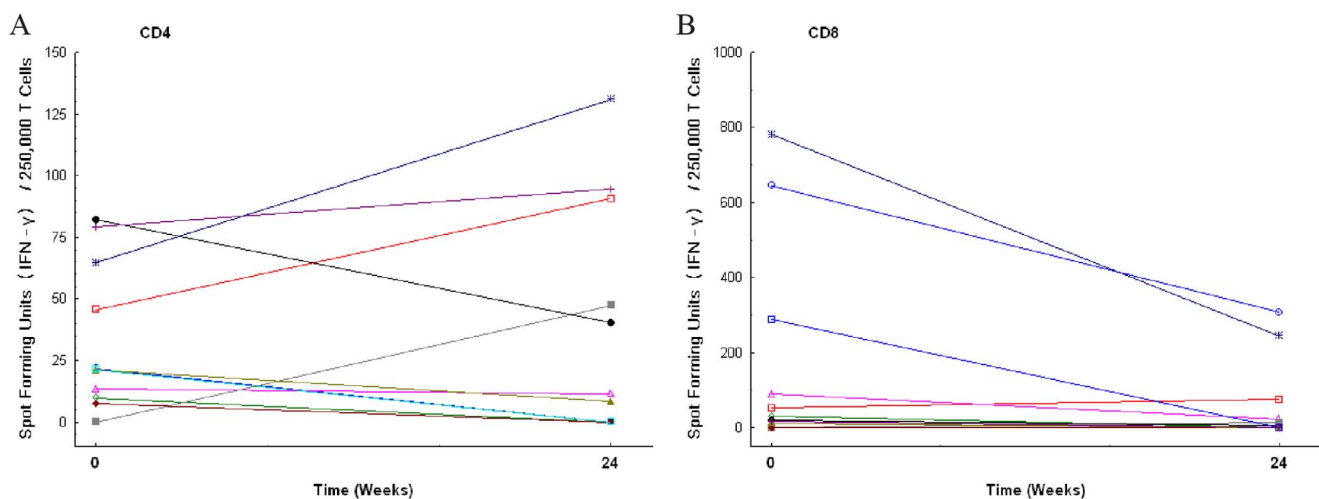 A
CD4
Spot Forming Units (IFN - γ) / 250,000 T Cells
150
125
100
75
50
25
0
0 24
Time (Weeks)
B
CD8
Spot Forming Units (IFN - γ) / 250,000 T Cells
1000
800
600
400
200
0
0 24
Time (Weeks)